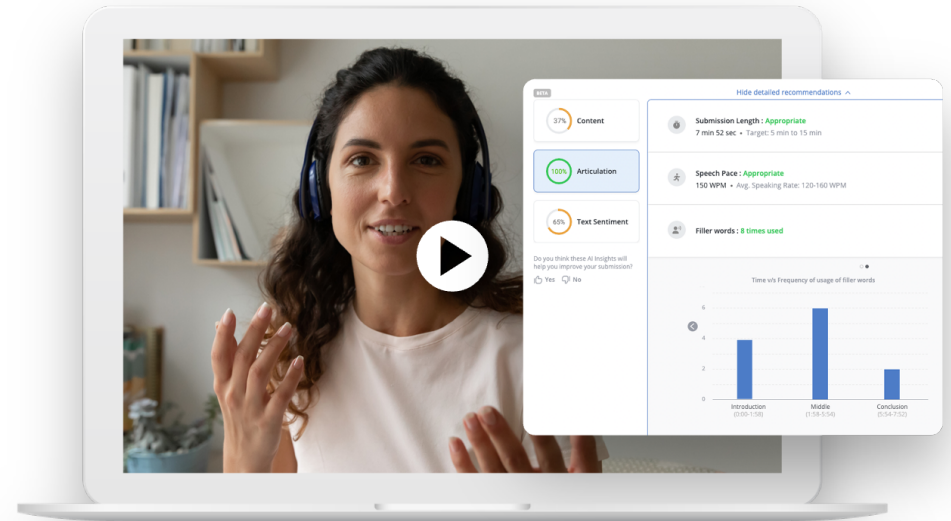 BETA
Hide detailed recommendations
37% Content
100% Articulation
65% Text Sentiment
Do you think these AI Insights will
help you improve your submission?
Yes No
Submission Length : Appropriate
7 min 52 sec • Target: 5 min to 15 min
Speech Pace : Appropriate
150 WPM • Avg. Speaking Rate: 120-160 WPM
Filler words : 8 times used
Time v/s Frequency of usage of filler words
6
4
2
0
Introduction
(0:00-1:58)
Middle
(1:58-5:54)
Conclusion
(5:54-7:52)